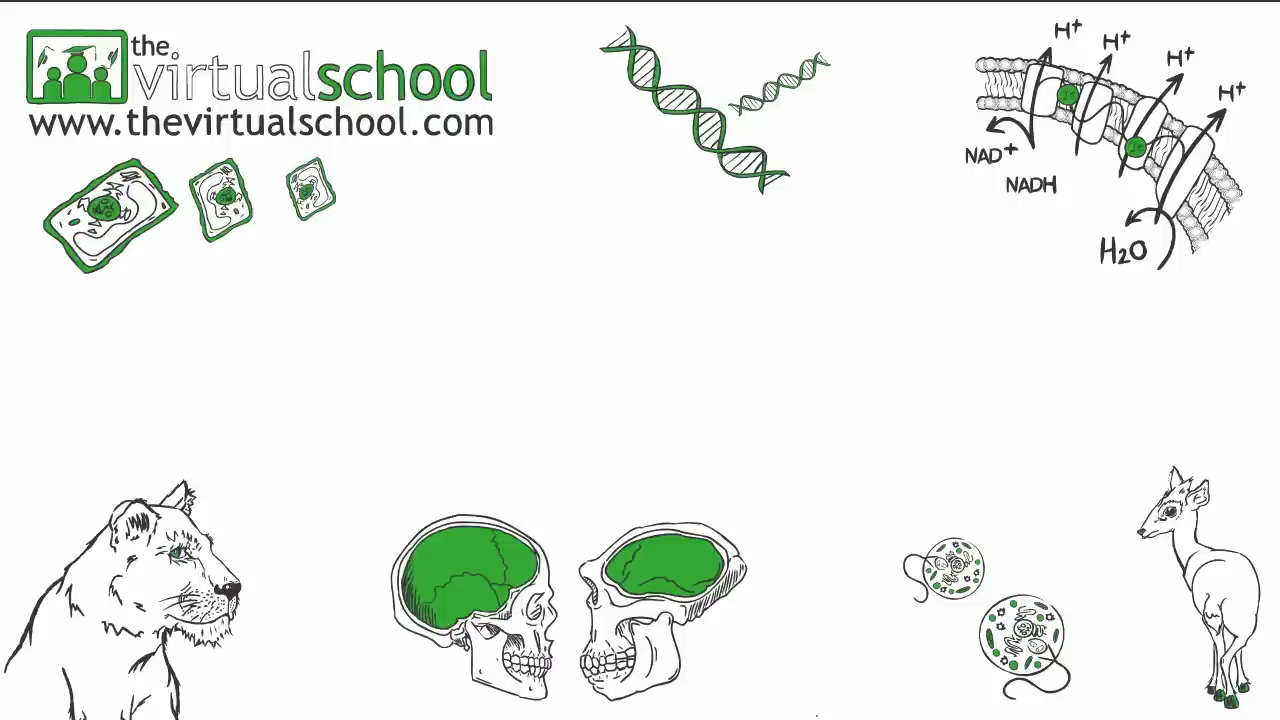 the
virtualschool
www.thevirtualschool.com
H+
H+
H+
H+
NAD+
NADH
H2O